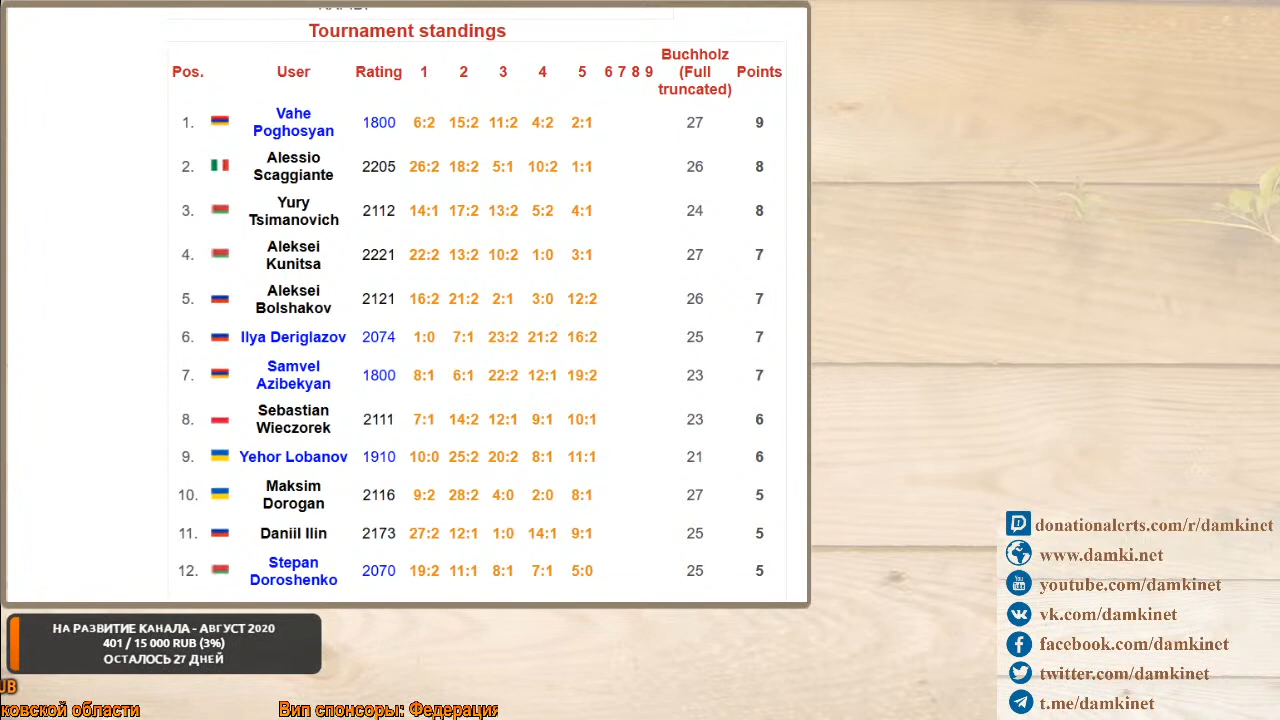 Tournament standings
Pos. User Rating 1 2 3 4 5 6 7 8 9 Buchholz (Full truncated) Points
1. Vahe Poghosyan 1800 6:2 15:2 11:2 4:2 2:1 27 9
2. Alessio Scaggiante 2205 26:2 18:2 5:1 10:2 1:1 26 8
3. Yury Tsimanovich 2112 14:1 17:2 13:2 5:2 4:1 24 8
4. Aleksei Kunitsa 2221 22:2 13:2 10:2 1:0 3:1 27 7
5. Aleksei Bolshakov 2121 16:2 21:2 2:1 3:0 12:2 26 7
6. Ilya Deriglazov 2074 1:0 7:1 23:2 21:2 16:2 25 7
7. Samvel Azibekyan 1800 8:1 6:1 22:2 12:1 19:2 23 7
8. Sebastian Wieczorek 2111 7:1 14:2 12:1 9:1 10:1 23 6
9. Yehor Lobanov 1910 10:0 25:2 20:2 8:1 11:1 21 6
10. Maksim Dorogan 2116 9:2 28:2 4:0 2:0 8:1 27 5
11. Daniil Ilin 2173 27:2 12:1 1:0 14:1 9:1 25 5
12. Stepan Doroshenko 2070 19:2 11:1 8:1 7:1 5:0 25 5
donationalerts.com/r/damkinet
www.damki.net
youtube.com/damkinet
vk.com/damkinet
facebook.com/damkinet
twitter.com/damkinet
t.me/damkinet
НА РАЗВИТИЕ КАНАЛА - АВГУСТ 2020
401 / 15 000 RUB (3%)
ОСТАЛОСЬ 27 ДНЕЙ
UB
ковской области Вип спонсоры: Федерация